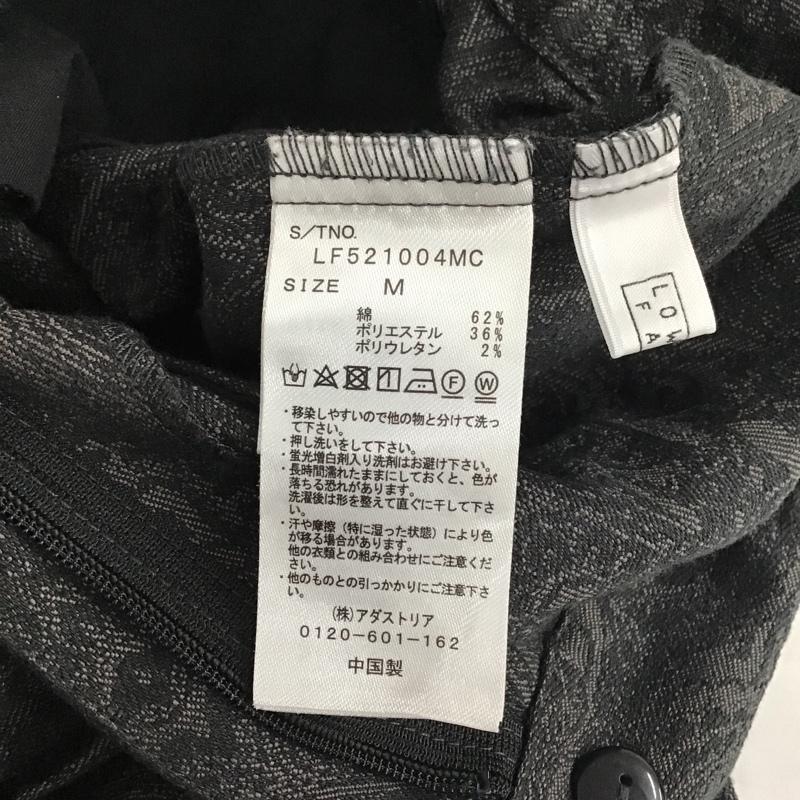 S/TNO.
LF521004MC
SIZE M
綿 62%
ポリエステル 36%
ポリウレタン 2%
F W
・移染しやすいので他の物と分けて洗っ
て下さい。
・押し洗いをして下さい。
・蛍光増白剤入り洗剤はお避け下さい。
・長時間濡れたままにしておくと、色が
落ちる恐れがあります。
洗濯後は形を整えて直ぐに干して下さ
い。
・汗や摩擦（特に湿った状態）により色
が移る場合があります。
他の衣類との組み合わせにご注意くだ
さい。
・他のものとの引っかかりにご注意下さ
い。
(株)アダストリア
0120-601-162
中国製
LOW
FA